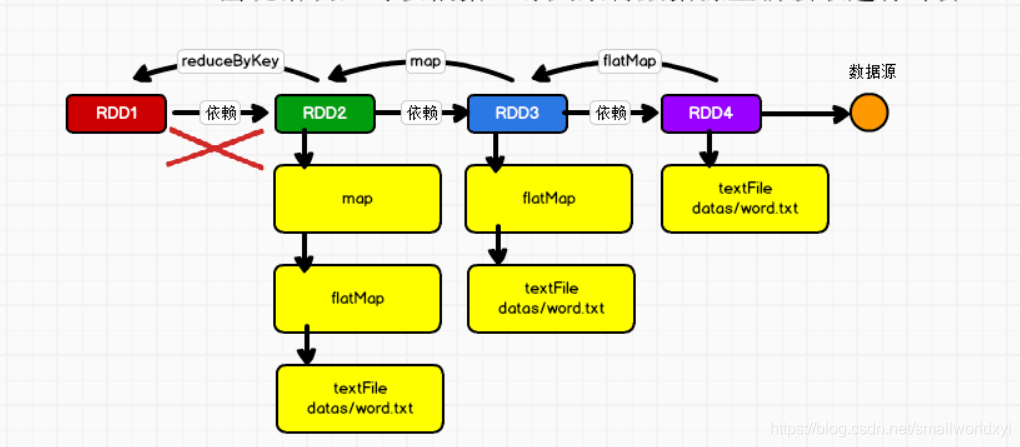 reduceByKey
map
flatMap
数据源
RDD1
依赖
RDD2
依赖
RDD3
依赖
RDD4
map
flatMap
textFile
datas/word.txt
flatMap
textFile
datas/word.txt
textFile
datas/word.txt
https://blog.csdn.net/smallworldxyl